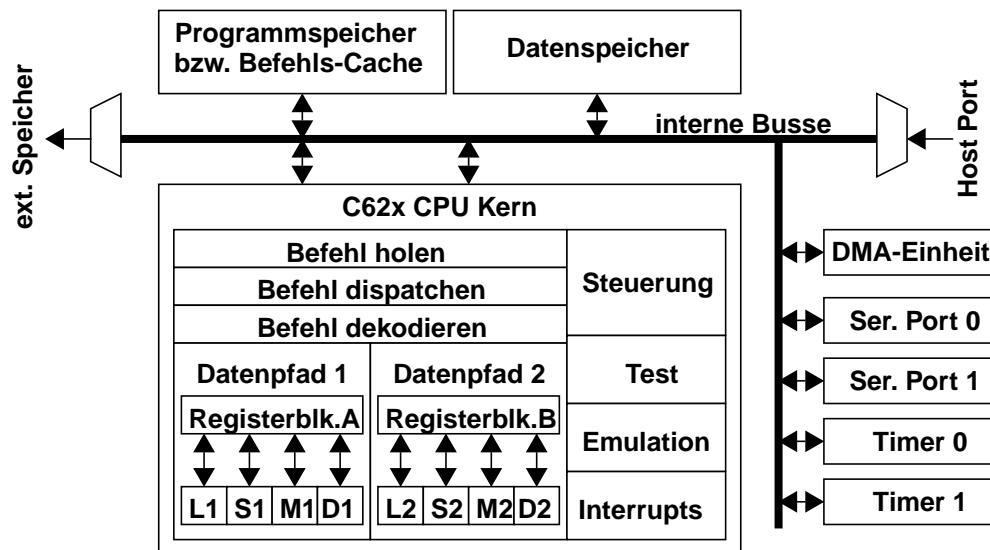 Programmspeicher
bzw. Befehls-Cache
Datenspeicher
ext. Speicher
interne Busse
Host Port
C62x CPU Kern
Befehl holen
Befehl dispatchen
Befehl dekodieren
Steuerung
Datenpfad 1
Datenpfad 2
Test
Registerblk.A
Registerblk.B
Emulation
L1 S1 M1 D1
L2 S2 M2 D2
Interrupts
DMA-Einheit
Ser. Port 0
Ser. Port 1
Timer 0
Timer 1